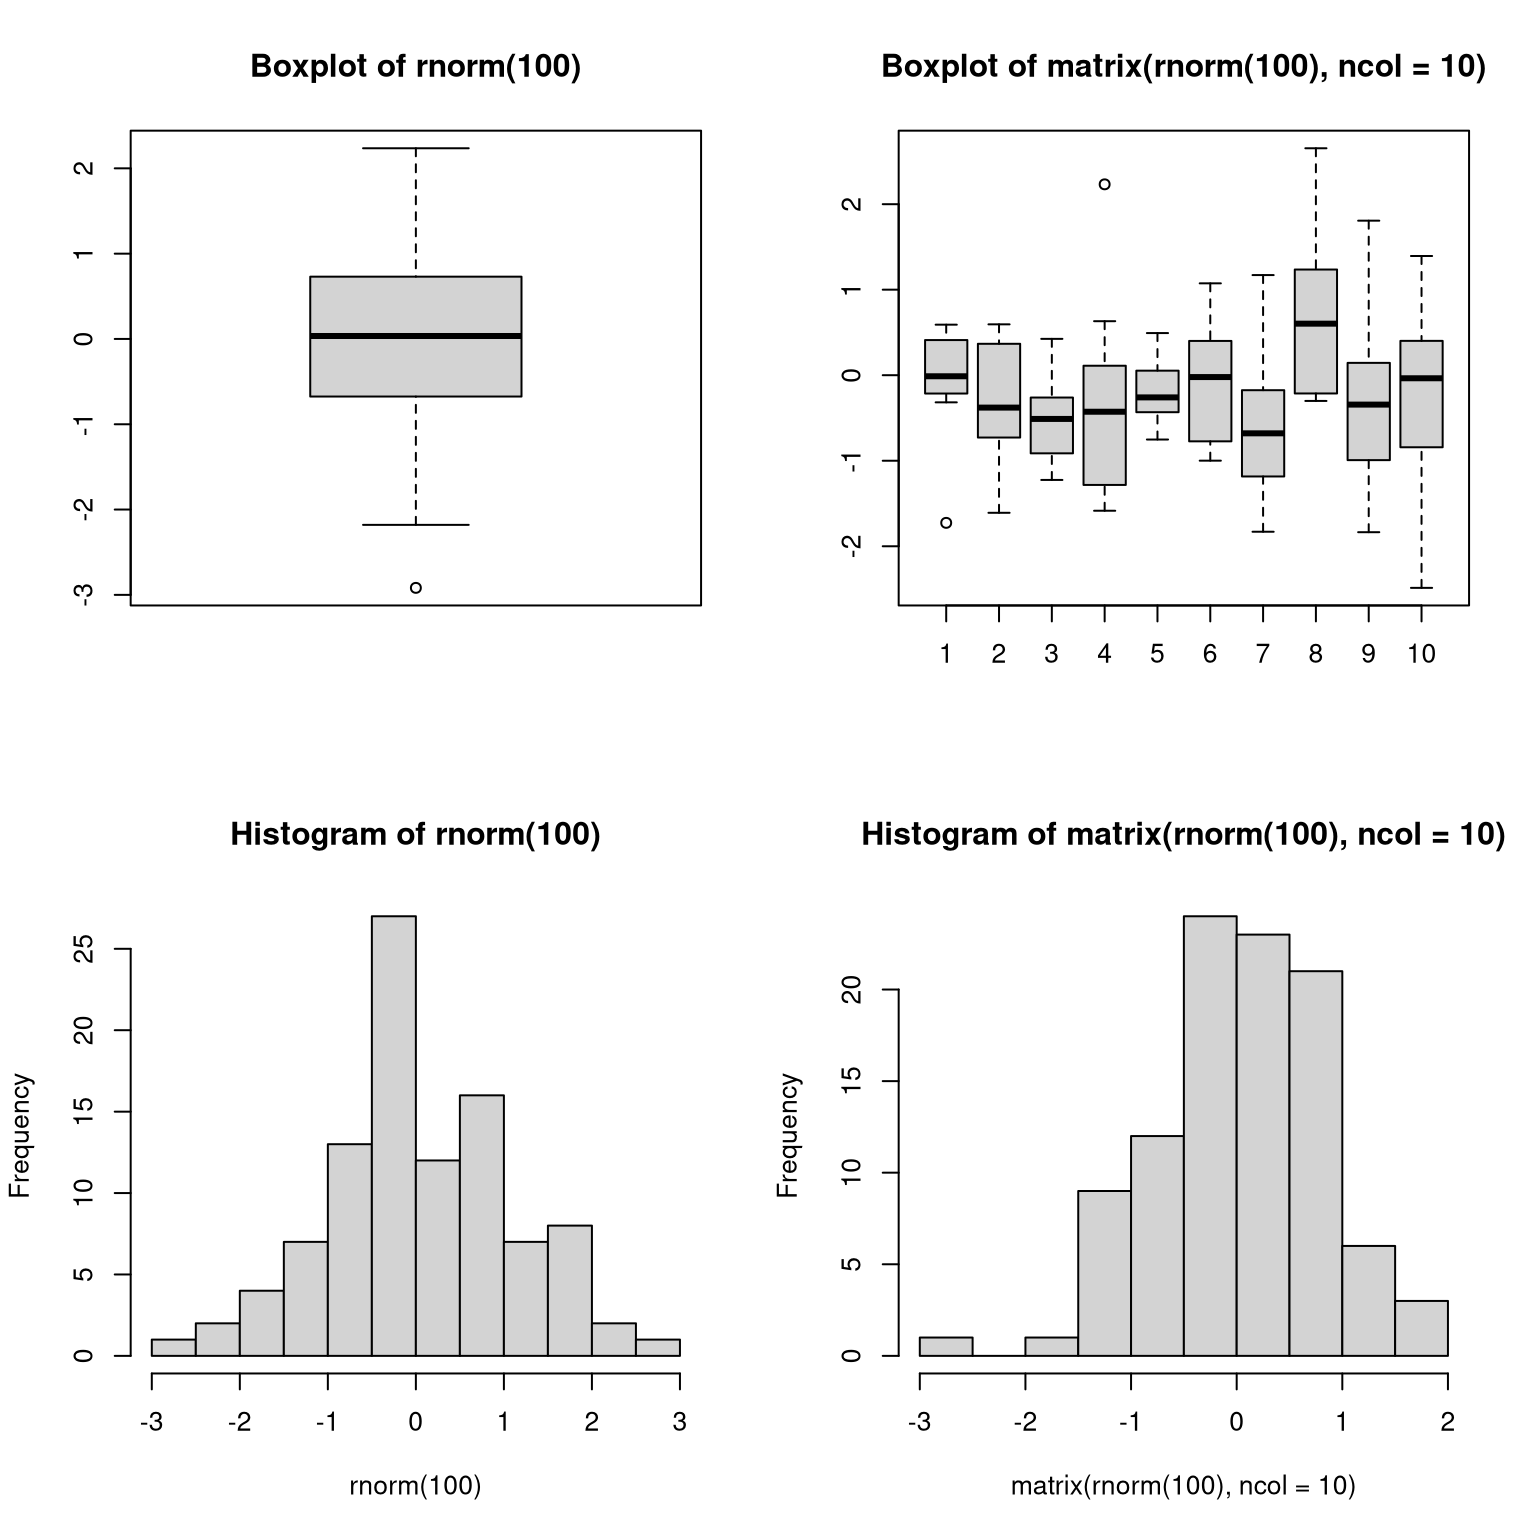 Boxplot of rnorm(100)
2
1
0
-1
-2
-3
Boxplot of matrix(rnorm(100), ncol = 10)
2
1
0
-1
-2
1 2 3 4 5 6 7 8 9 10
Histogram of rnorm(100)
Frequency
25
20
15
10
5
0
-3 -2 -1 0 1 2 3
rnorm(100)
Histogram of matrix(rnorm(100), ncol = 10)
Frequency
20
15
10
5
0
-3 -2 -1 0 1 2
matrix(rnorm(100), ncol = 10)